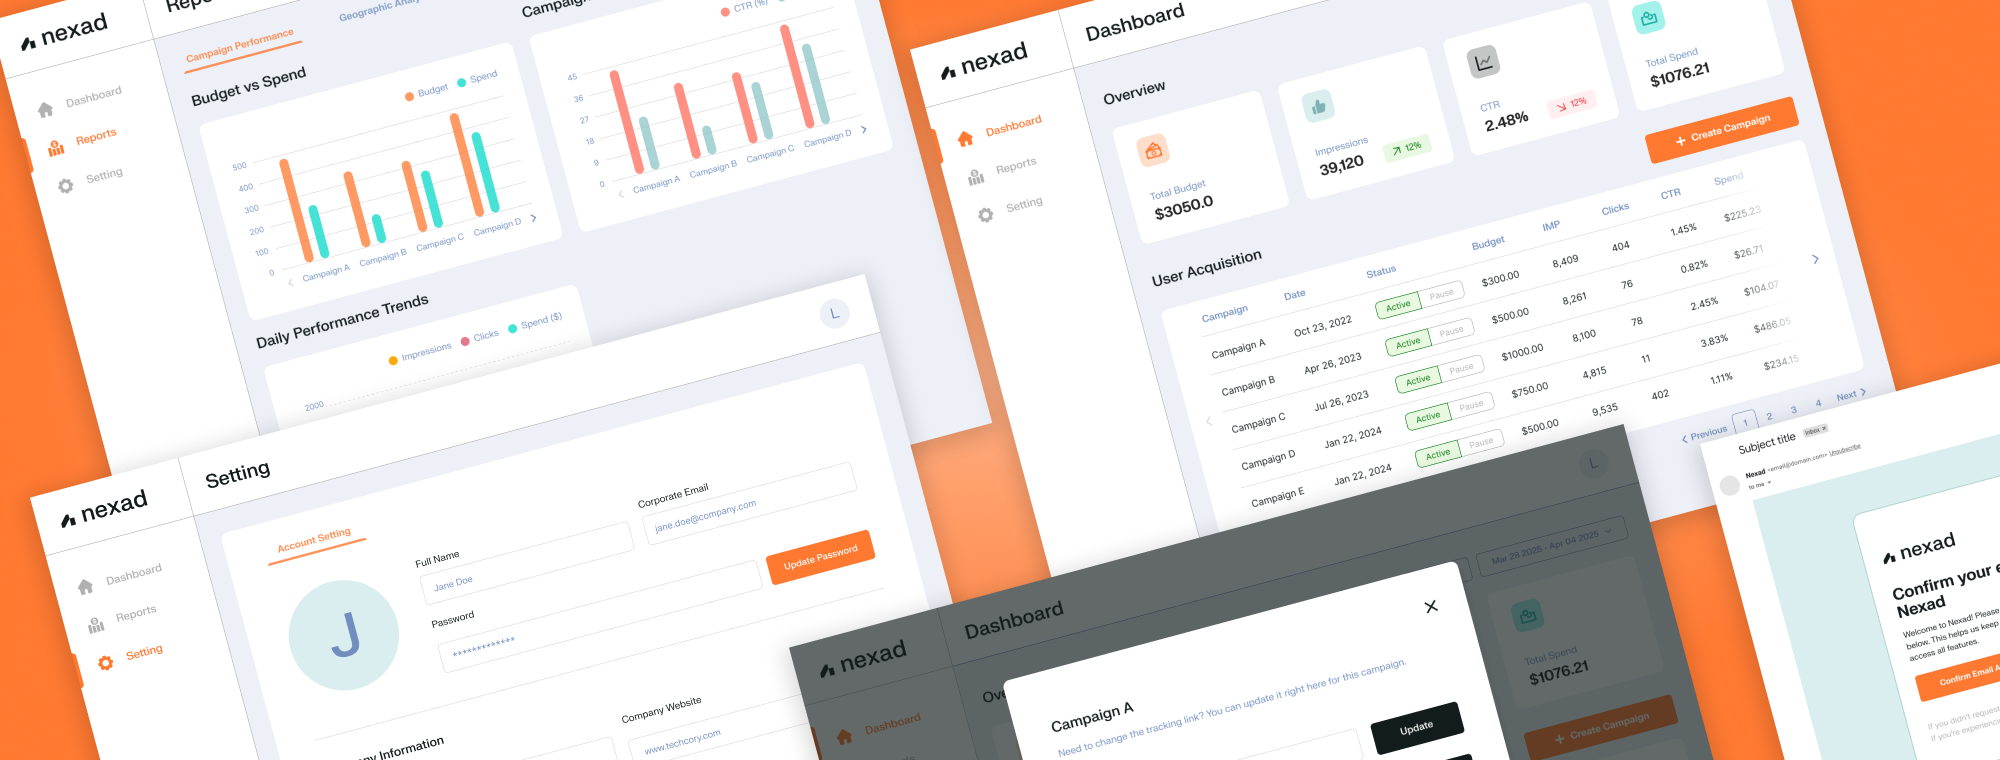 nexad
Dashboard
Reports
Setting
Campaign Performance
Budget vs Spend
Budget
Spend
500
400
300
200
100
0
Campaign A
Campaign B
Campaign C
Campaign D
CTR (%)
45
36
27
18
9
0
Campaign A
Campaign B
Campaign C
Campaign D
Daily Performance Trends
Impressions
Clicks
Spend ($)
2000
nexad
Dashboard
Dashboard
Reports
Setting
Overview
Total Budget
$3050.0
Impressions
39,120
12%
CTR
2.48%
12%
Total Spend
$1076.21
+ Create Campaign
User Acquisition
Campaign Date Status Budget IMP Clicks CTR Spend
Campaign A Oct 23, 2022 Active Pause $300.00 8,409 404 1.45% $225.23
Campaign B Apr 26, 2023 Active Pause $500.00 8,261 76 0.82% $26.71
Campaign C Jul 26, 2023 Active Pause $1000.00 8,100 78 2.45% $104.07
Campaign D Jan 22, 2024 Active Pause $750.00 4,815 11 3.83% $486.05
Campaign E Jan 22, 2024 Active Pause $500.00 9,535 402 1.11% $234.15
Previous 1 2 3 4 Next
nexad
Setting
L
Dashboard
Reports
Setting
Account Setting
J
Full Name
Jane Doe
Corporate Email
jane.doe@company.com
Password
*************
Update Password
Information
Company Website
www.techcory.com
nexad
Dashboard
L
Dashboard
Mar 28 2025 - Apr 04 2025
Total Spend
$1076.21
+ Create Campaign
Campaign A
Need to change the tracking link? You can update it right here for this campaign.
Update
Subject title
Inbox x
Nexad <email@domain.com> Unsubscribe
to me
nexad
Confirm your
Nexad
Welcome to Nexad! Please
below. This helps us keep
access all features.
Confirm Email
If you didn't request
If you're